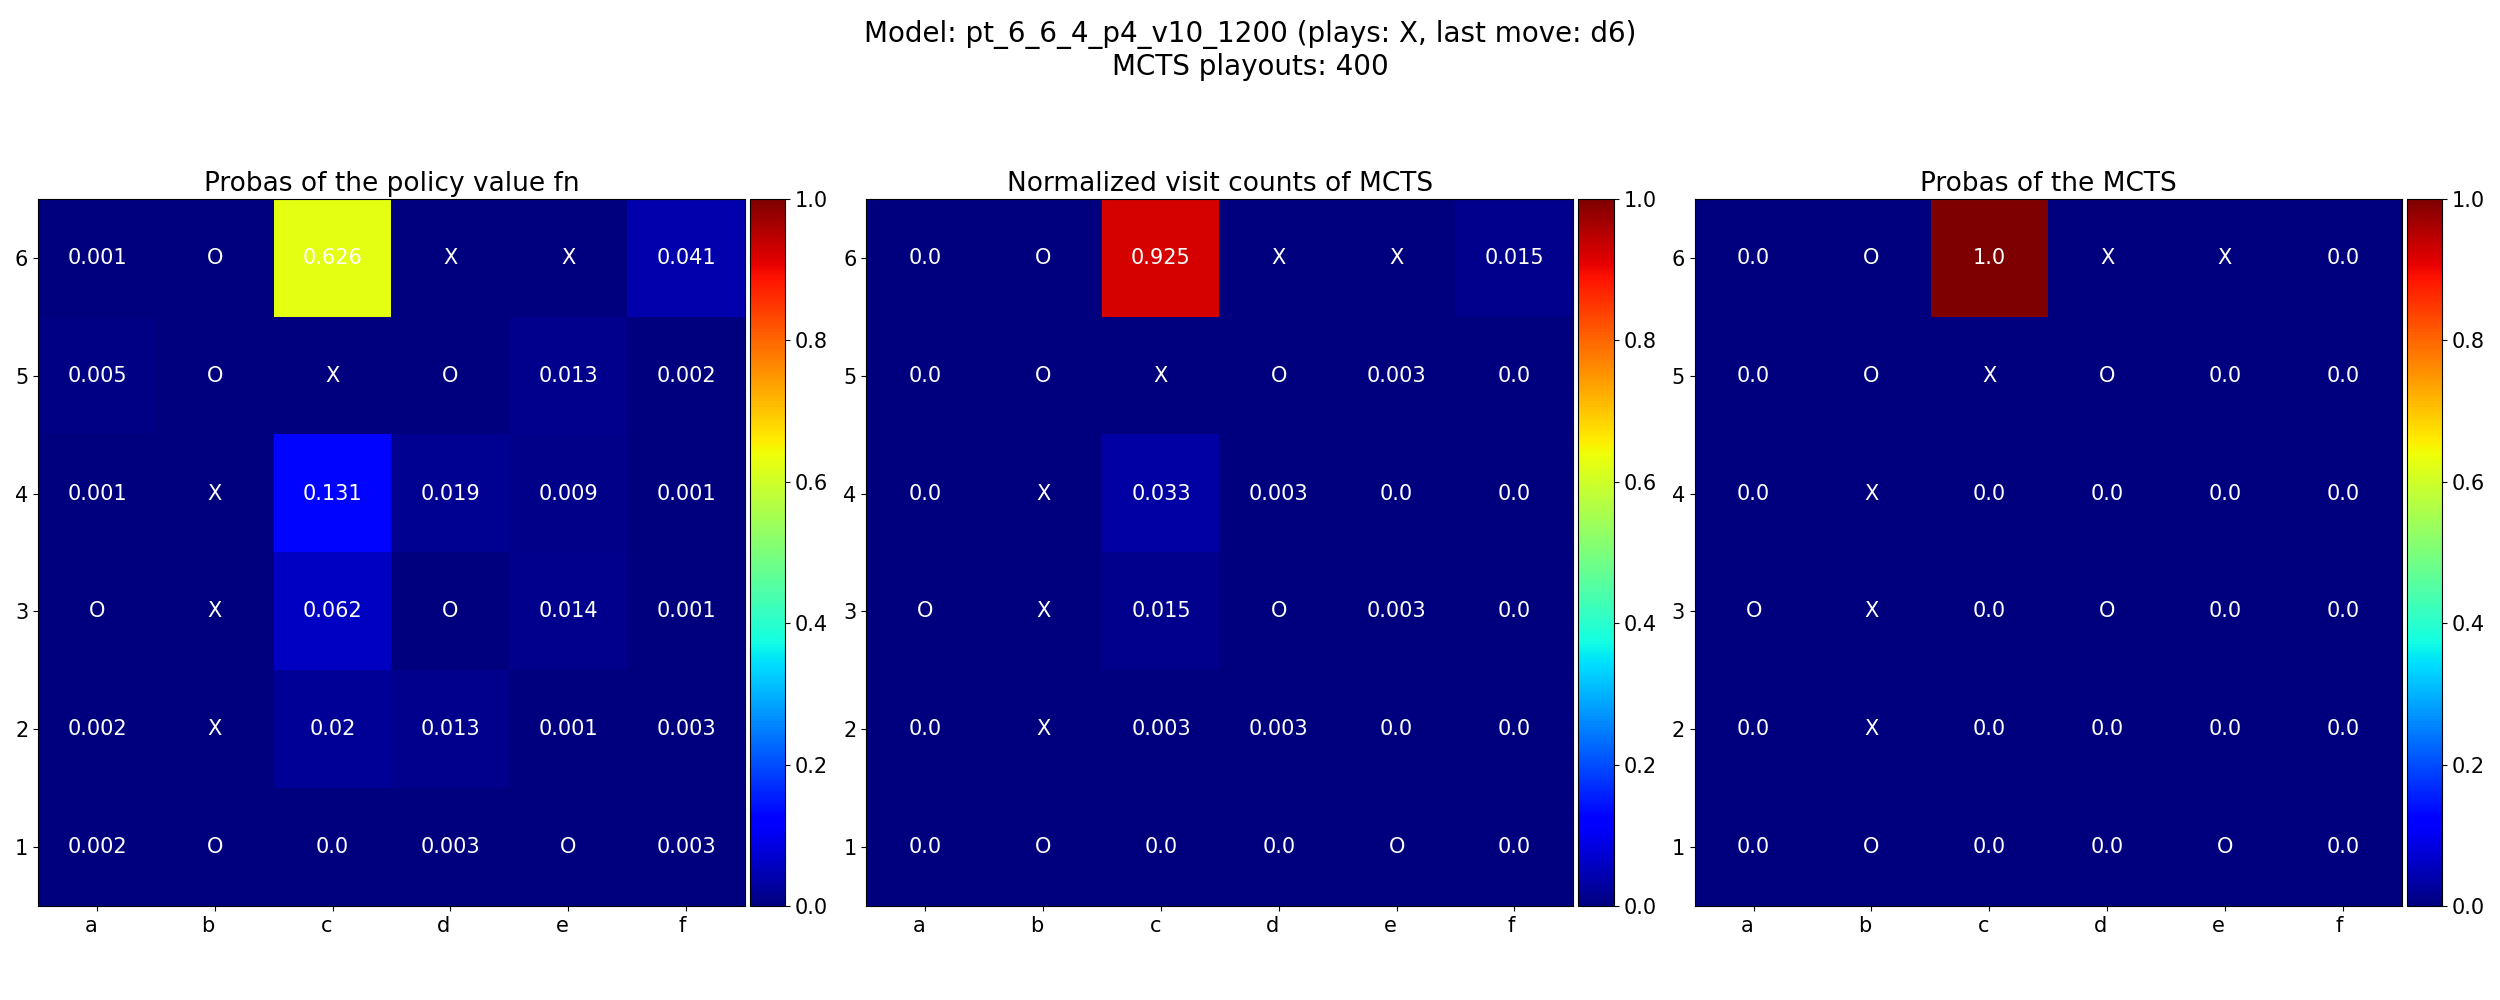 Model: pt_6_6_4_p4_v10_1200 (plays: X, last move: d6)
MCTS playouts: 400
Probas of the policy value fn
6 0.001 O 0.626 X X 0.041
5 0.005 O X O 0.013 0.002
4 0.001 X 0.131 0.019 0.009 0.001
3 O X 0.062 O 0.014 0.001
2 0.002 X 0.02 0.013 0.001 0.003
1 0.002 O 0.0 0.003 O 0.003
a b c d e f
1.0
0.8
0.6
0.4
0.2
0.0
Normalized visit counts of MCTS
6 0.0 O 0.925 X X 0.015
5 0.0 O X O 0.003 0.0
4 0.0 X 0.033 0.003 0.0 0.0
3 O X 0.015 O 0.003 0.0
2 0.0 X 0.003 0.003 0.0 0.0
1 0.0 O 0.0 0.0 O 0.0
a b c d e f
1.0
0.8
0.6
0.4
0.2
0.0
Probas of the MCTS
6 0.0 O 1.0 X X 0.0
5 0.0 O X O 0.0 0.0
4 0.0 X 0.0 0.0 0.0 0.0
3 O X 0.0 O 0.0 0.0
2 0.0 X 0.0 0.0 0.0 0.0
1 0.0 O 0.0 0.0 O 0.0
a b c d e f
1.0
0.8
0.6
0.4
0.2
0.0